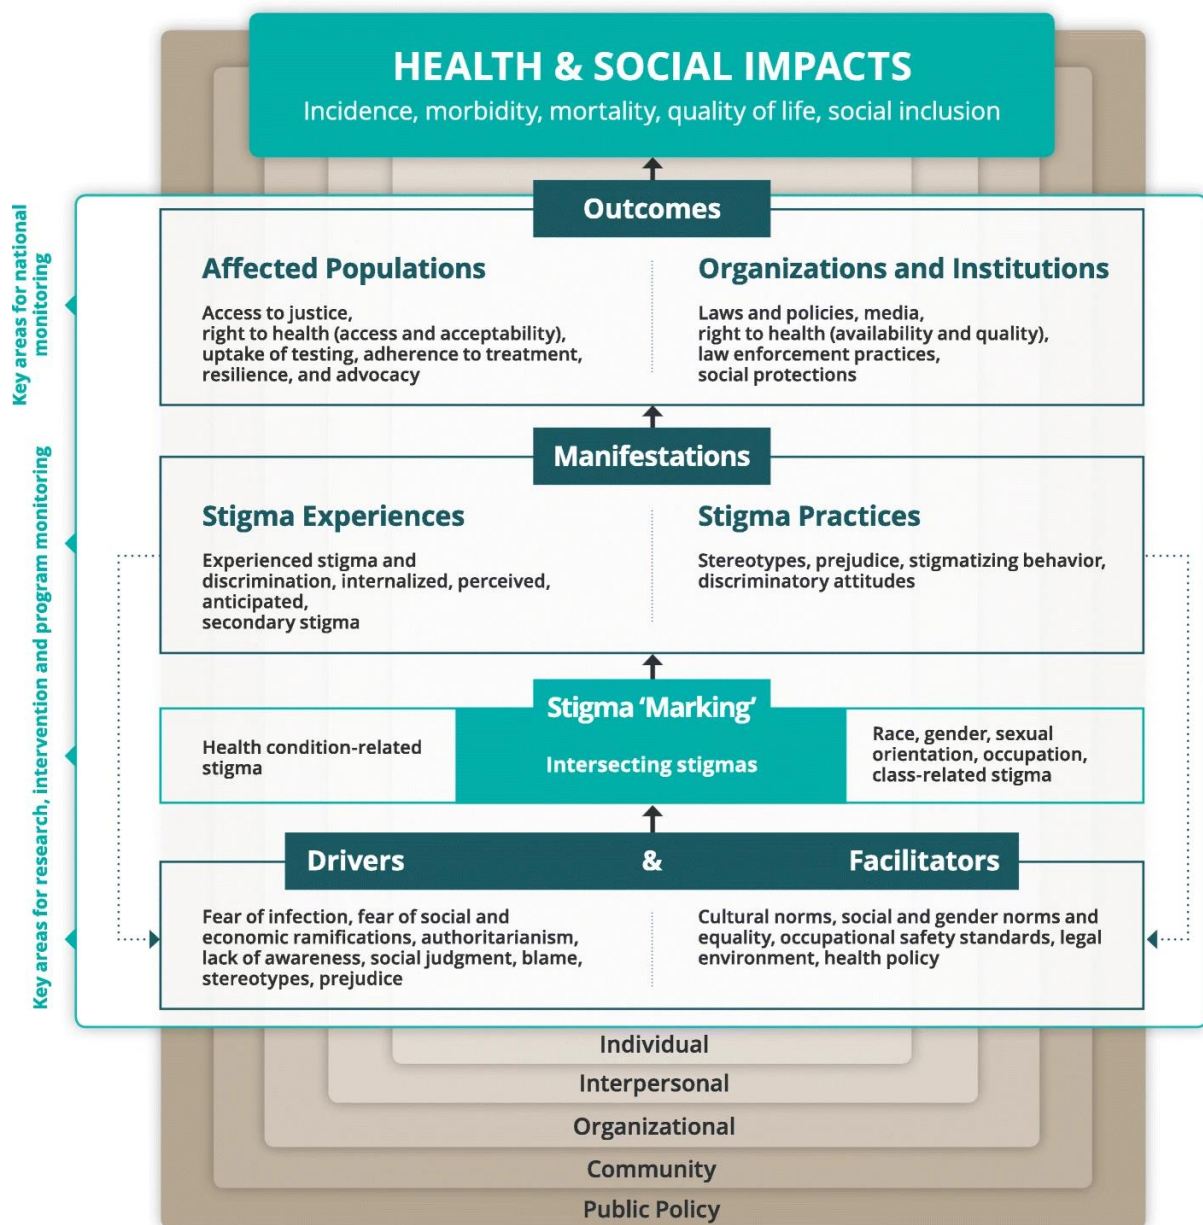 HEALTH & SOCIAL IMPACTS
Incidence, morbidity, mortality, quality of life, social inclusion
Key areas for national
monitoring
Outcomes
Affected Populations
Access to justice,
right to health (access and acceptability),
uptake of testing, adherence to treatment,
resilience, and advocacy
Organizations and Institutions
Laws and policies, media,
right to health (availability and quality),
law enforcement practices,
social protections
Key areas for research, intervention and program monitoring
Manifestations
Stigma Experiences
Experienced stigma and
discrimination, internalized, perceived,
anticipated,
secondary stigma
Stigma Practices
Stereotypes, prejudice, stigmatizing behavior,
discriminatory attitudes
Stigma ‘Marking’
Health condition-related
stigma
Intersecting stigmas
Race, gender, sexual
orientation, occupation,
class-related stigma
Drivers & Facilitators
Fear of infection, fear of social and
economic ramifications, authoritarianism,
lack of awareness, social judgment, blame,
stereotypes, prejudice
Cultural norms, social and gender norms and
equality, occupational safety standards, legal
environment, health policy
Individual
Interpersonal
Organizational
Community
Public Policy